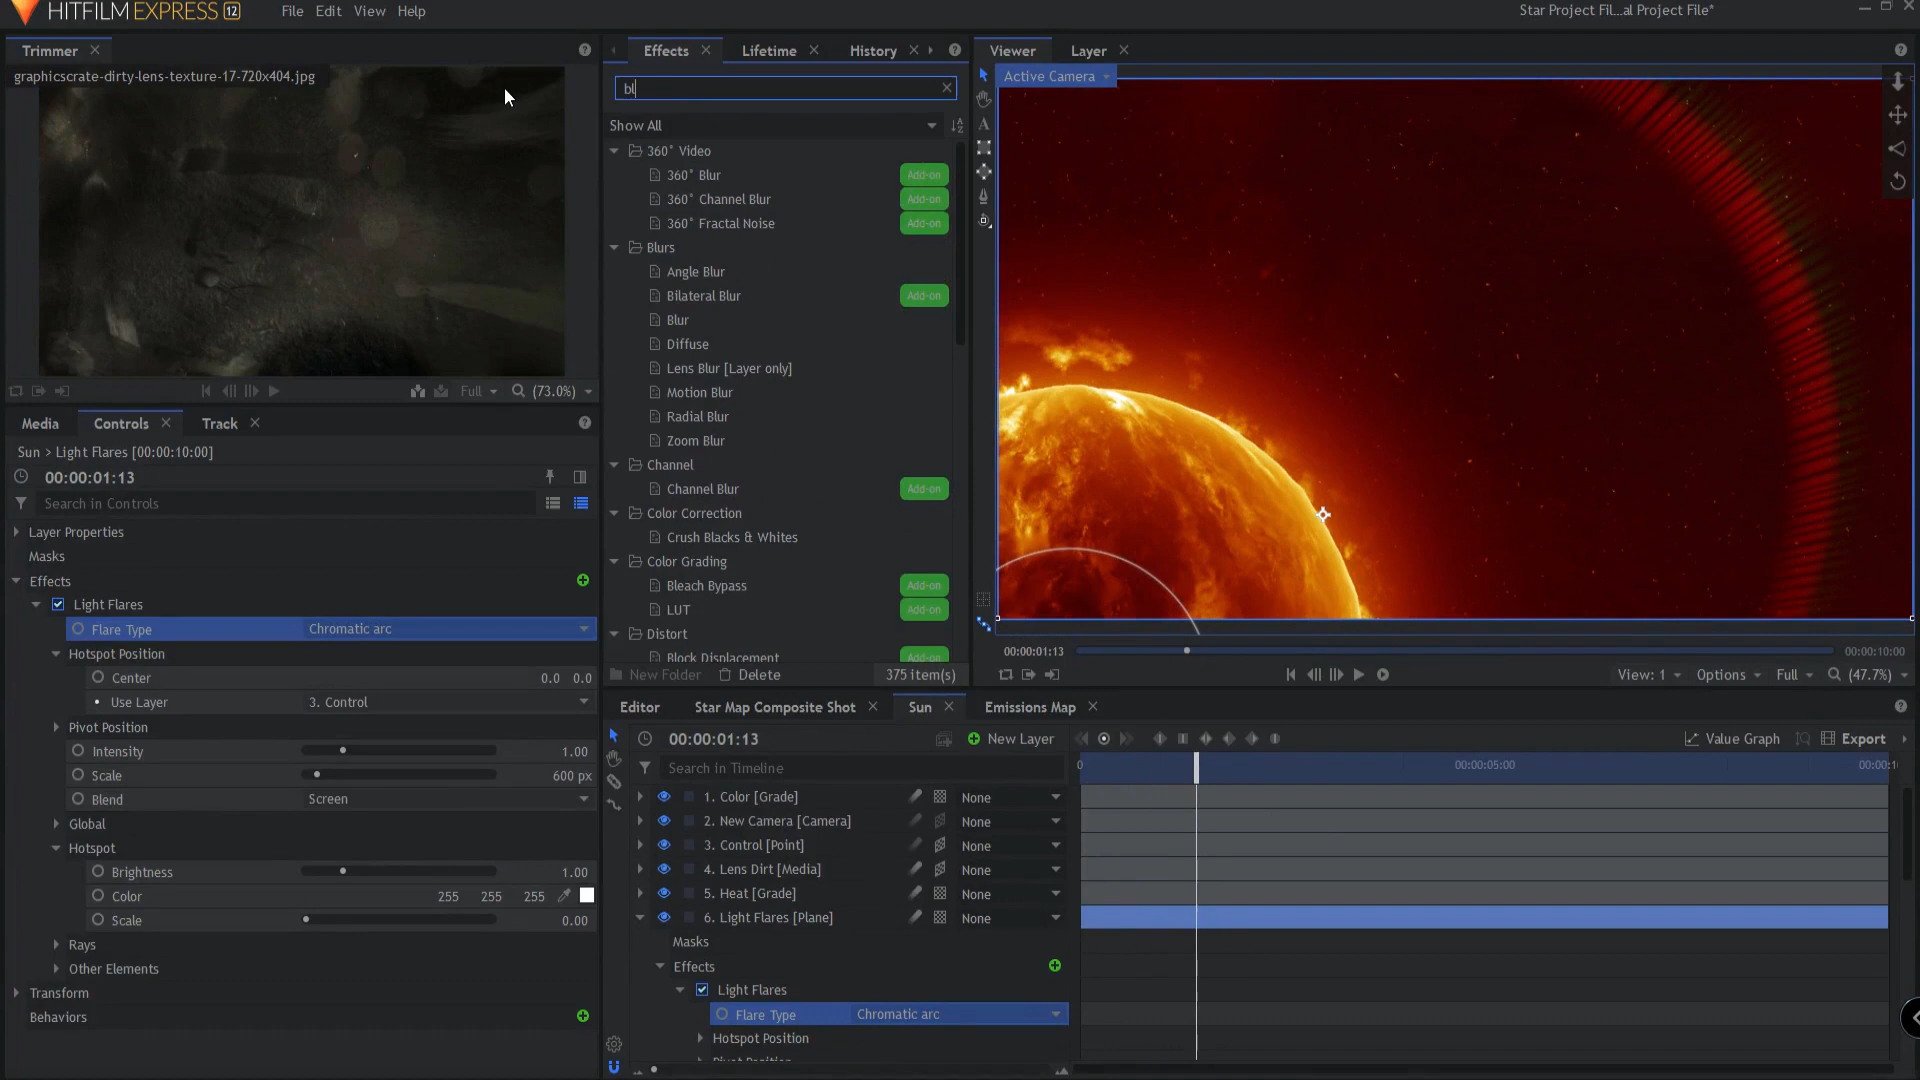 HITFILM EXPRESS 12
File Edit View Help
Star Project Fil...al Project File*
Trimmer
graphicscrate-dirty-lens-texture-17-720x404.jpg
Full (73.0%)
Media Controls Track
Sun > Light Flares [00:00:10:00]
00:00:01:13
Search in Controls
Layer Properties
Masks
Effects
Light Flares
Flare Type Chromatic arc
Hotspot Position
Center 0.0 0.0
Use Layer 3. Control
Pivot Position
Intensity 1.00
Scale 600 px
Blend Screen
Global
Hotspot
Brightness 1.00
Color 255 255 255
Scale 0.00
Rays
Other Elements
Transform
Behaviors
Effects Lifetime History
bl
Show All
360° Video
360° Blur Add-on
360° Channel Blur Add-on
360° Fractal Noise Add-on
Blurs
Angle Blur
Bilateral Blur Add-on
Blur
Diffuse
Lens Blur [Layer only]
Motion Blur
Radial Blur
Zoom Blur
Channel
Channel Blur Add-on
Color Correction
Crush Blacks & Whites
Color Grading
Bleach Bypass Add-on
LUT Add-on
Distort
Block Displacement Add-on
New Folder Delete 375 item(s)
Viewer Layer
Active Camera
00:00:01:13 00:00:10:00
View: 1 Options Full (47.7%)
Editor Star Map Composite Shot Sun Emissions Map
00:00:01:13 New Layer Value Graph Export
Search in Timeline
0 00:00:05:00 00:00:1
1. Color [Grade] None
2. New Camera [Camera] None
3. Control [Point] None
4. Lens Dirt [Media] None
5. Heat [Grade] None
6. Light Flares [Plane] None
Masks
Effects
Light Flares
Flare Type Chromatic arc
Hotspot Position
Pivot Position